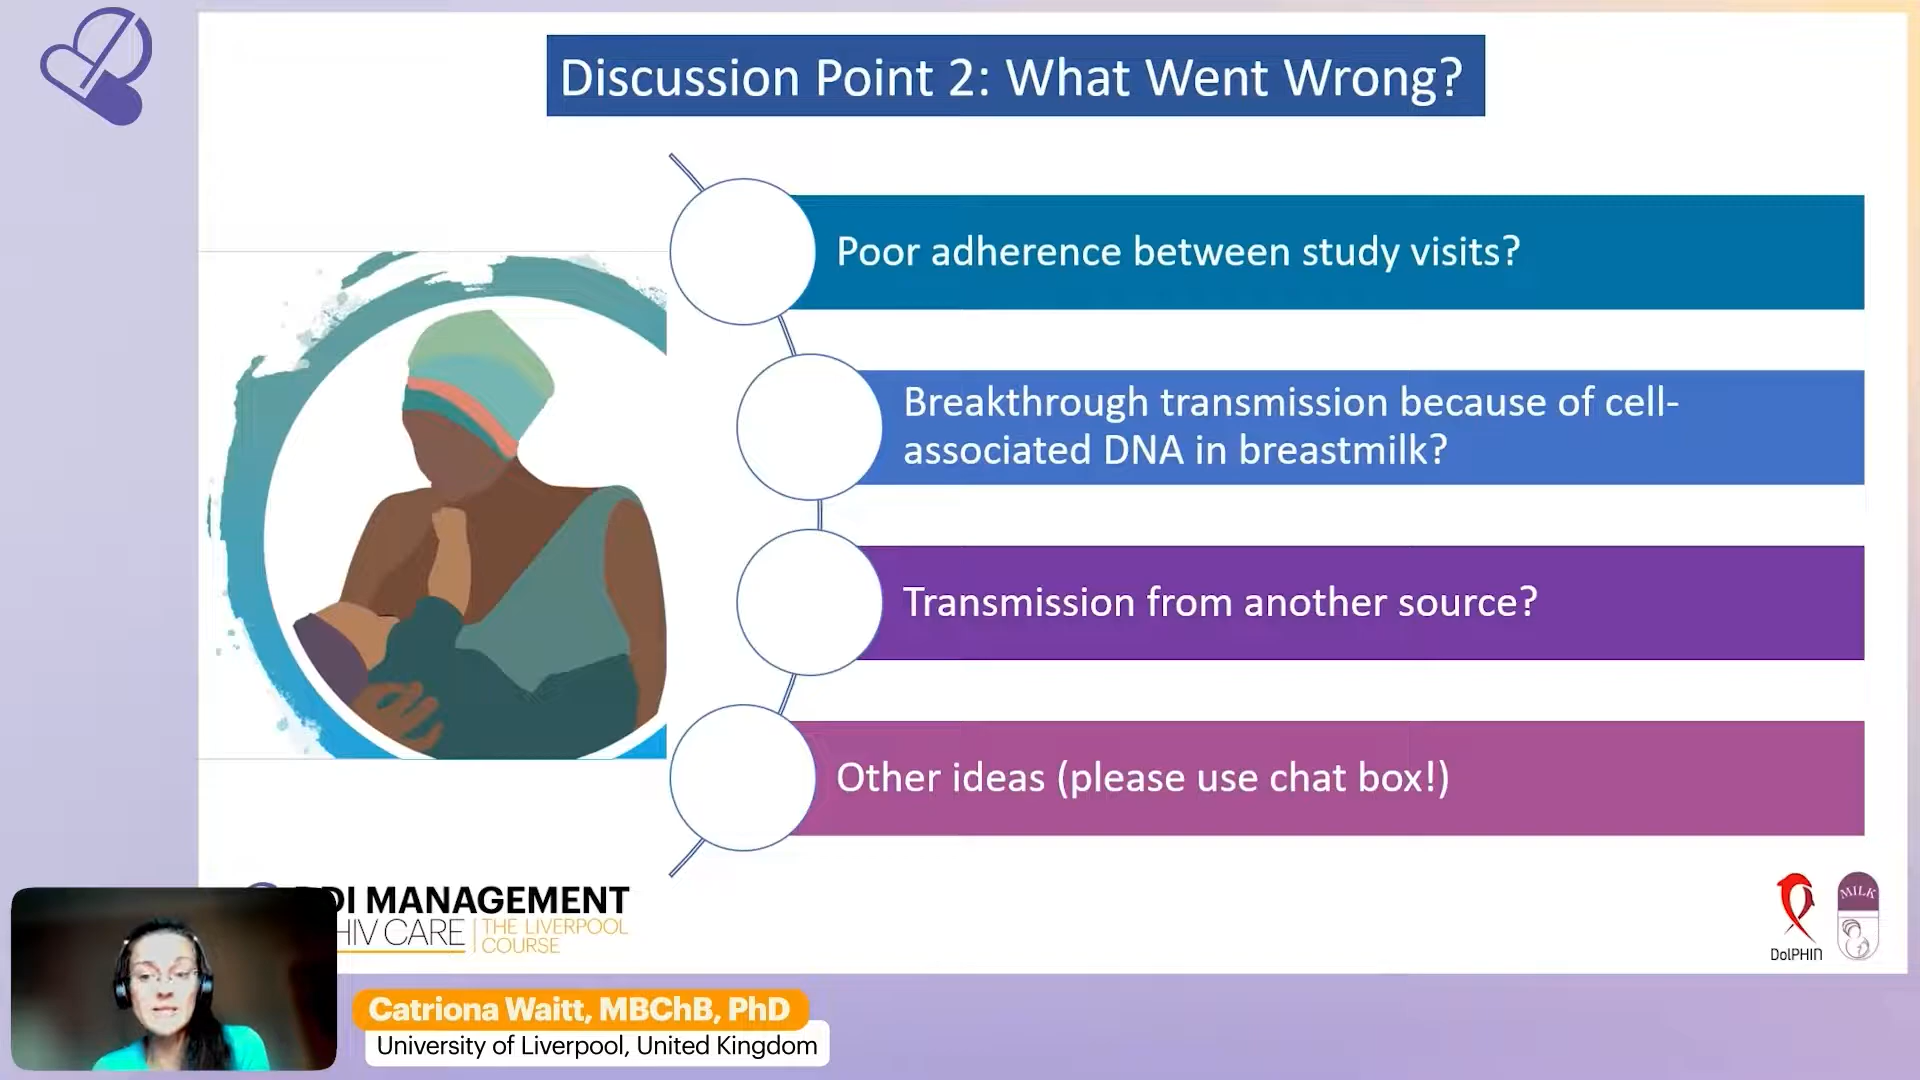 Discussion Point 2: What Went Wrong?
Poor adherence between study visits?
Breakthrough transmission because of cell-
associated DNA in breastmilk?
Transmission from another source?
Other ideas (please use chat box!)
DI MANAGEMENT
HIV CARE
THE LIVERPOOL
COURSE
DolPHIN
MILK
Catriona Waitt, MBChB, PhD
University of Liverpool, United Kingdom